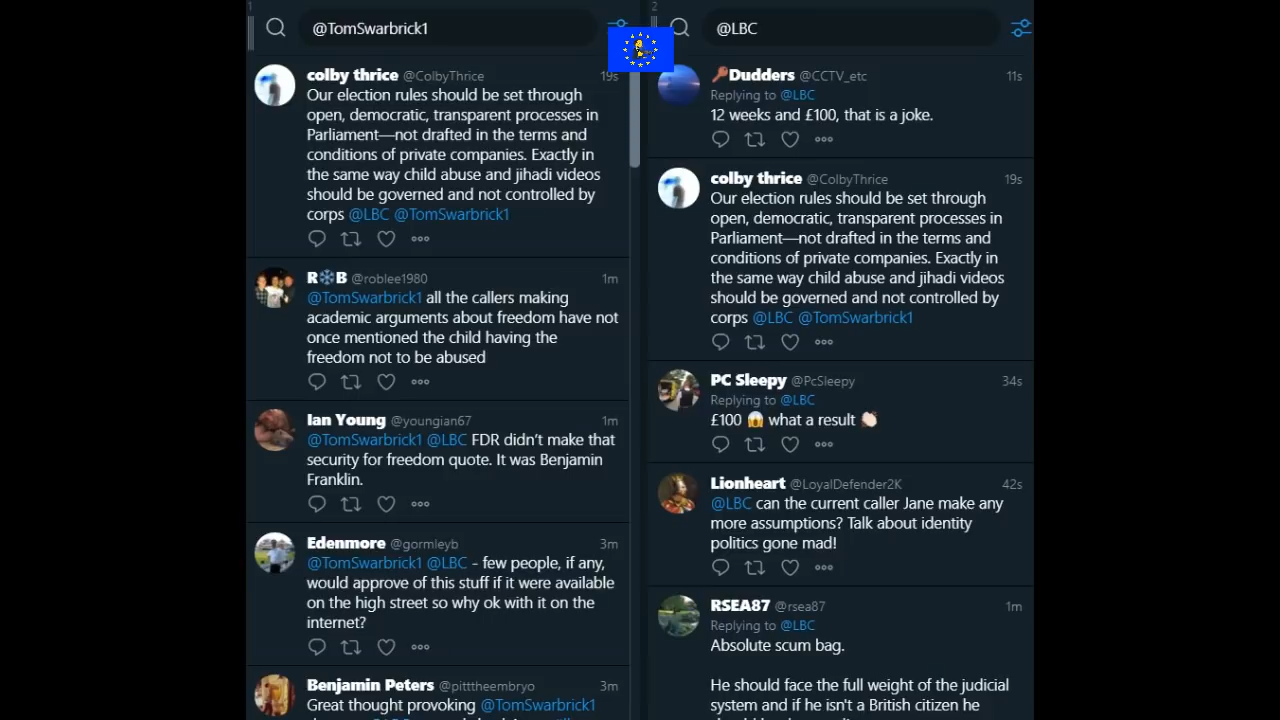 1
@TomSwarbrick1
colby thrice @ColbyThrice 19s
Our election rules should be set through
open, democratic, transparent processes in
Parliament—not drafted in the terms and
conditions of private companies. Exactly in
the same way child abuse and jihadi videos
should be governed and not controlled by
corps @LBC @TomSwarbrick1
R❄️B @roblee1980 1m
@TomSwarbrick1 all the callers making
academic arguments about freedom have not
once mentioned the child having the
freedom not to be abused
Ian Young @youngian67 1m
@TomSwarbrick1 @LBC FDR didn’t make that
security for freedom quote. It was Benjamin
Franklin.
Edenmore @gormleyb 3m
@TomSwarbrick1 @LBC - few people, if any,
would approve of this stuff if it were available
on the high street so why ok with it on the
internet?
Benjamin Peters @pitttheembryo 3m
Great thought provoking @TomSwarbrick1
2
@LBC
🔑Dudders @CCTV_etc 11s
Replying to @LBC
12 weeks and £100, that is a joke.
colby thrice @ColbyThrice 19s
Our election rules should be set through
open, democratic, transparent processes in
Parliament—not drafted in the terms and
conditions of private companies. Exactly in
the same way child abuse and jihadi videos
should be governed and not controlled by
corps @LBC @TomSwarbrick1
PC Sleepy @PcSleepy 34s
Replying to @LBC
£100 😱 what a result 👏🏻
Lionheart @LoyalDefender2K 42s
@LBC can the current caller Jane make any
more assumptions? Talk about identity
politics gone mad!
RSEA87 @rsea87 1m
Replying to @LBC
Absolute scum bag.
He should face the full weight of the judicial
system and if he isn't a British citizen he